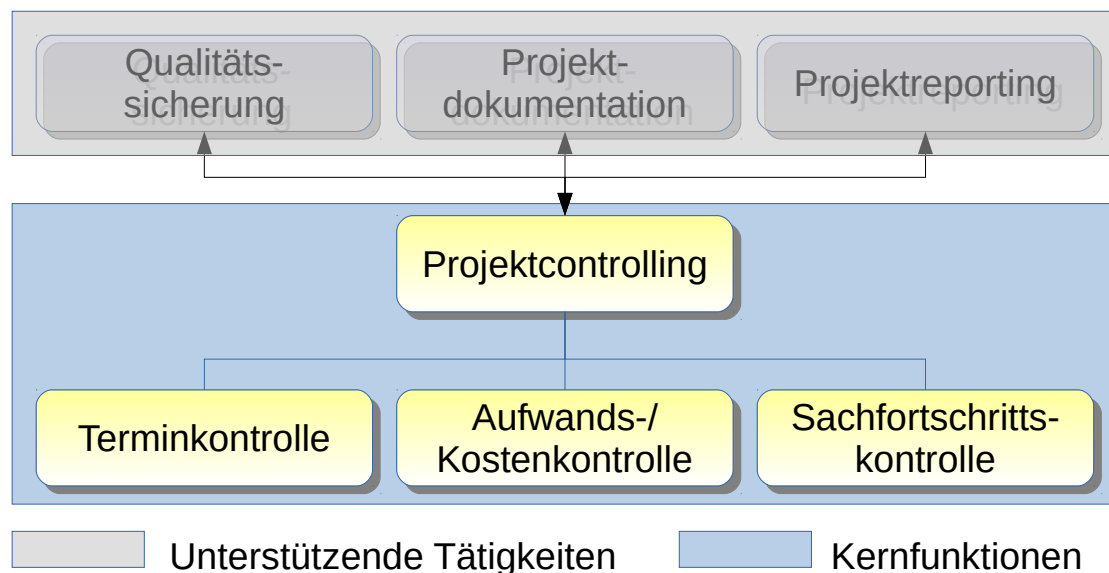 Qualitäts-
sicherung
Projekt-
dokumentation
Projektreporting
Projektcontrolling
Terminkontrolle
Aufwands-/
Kostenkontrolle
Sachfortschritts-
kontrolle
Unterstützende Tätigkeiten
Kernfunktionen